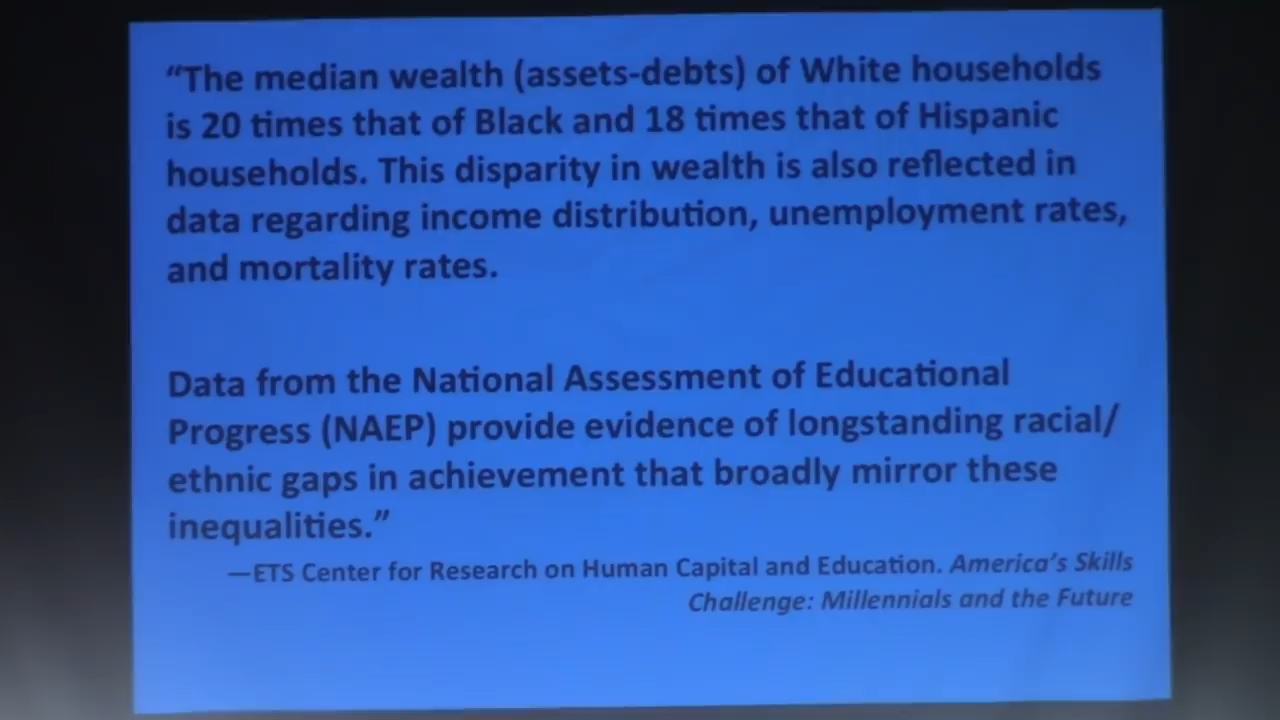 “The median wealth (assets-debts) of White households
is 20 times that of Black and 18 times that of Hispanic
households. This disparity in wealth is also reflected in
data regarding income distribution, unemployment rates,
and mortality rates.
Data from the National Assessment of Educational
Progress (NAEP) provide evidence of longstanding racial/
ethnic gaps in achievement that broadly mirror these
inequalities.”
—ETS Center for Research on Human Capital and Education. America’s Skills
Challenge: Millennials and the Future